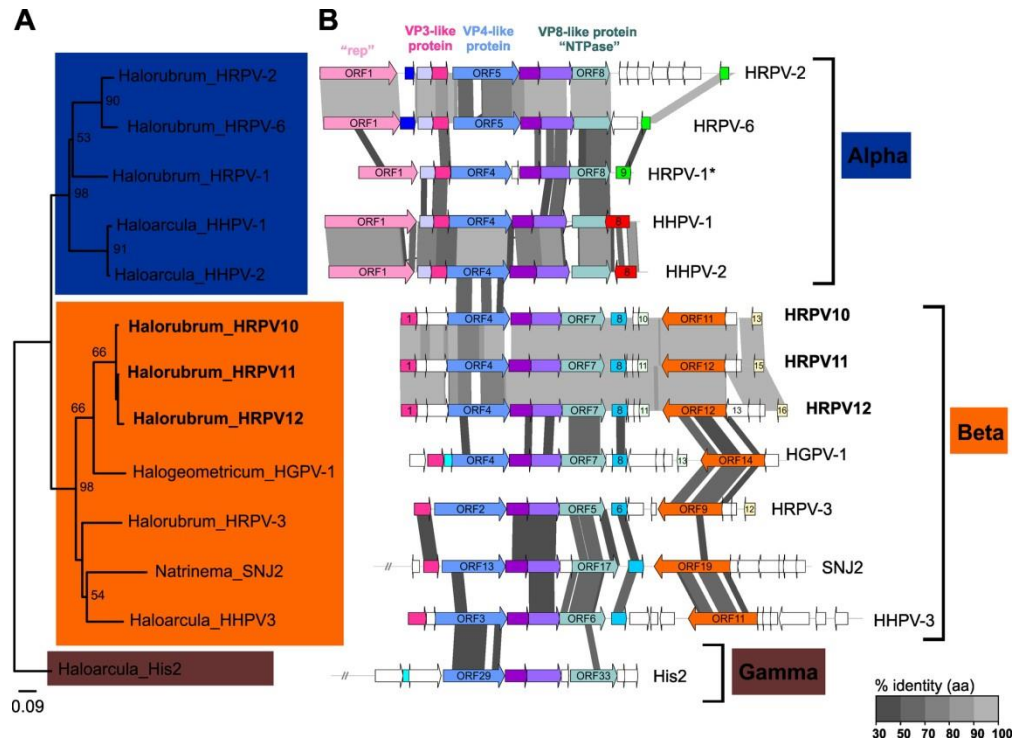 A
B
VP3-like
protein
VP4-like
protein
VP8-like protein
“NTPase”
“rep”
Halorubrum_HRPV-2
90
Halorubrum_HRPV-6
53
Halorubrum_HRPV-1
98
Haloarcula_HHPV-1
91
Haloarcula_HHPV-2
Halorubrum_HRPV10
66
Halorubrum_HRPV11
66
Halorubrum_HRPV12
Halogeometricum_HGPV-1
98
Halorubrum_HRPV-3
Natrinema_SNJ2
54
Haloarcula_HHPV3
Haloarcula_His2
0.09
ORF1 ORF5 ORF8 HRPV-2
ORF1 ORF5 ORF8 HRPV-6
ORF1 ORF4 ORF8 9 HRPV-1*
ORF1 ORF4 8 HHPV-1
ORF1 ORF4 8 HHPV-2
Alpha
1 ORF4 ORF7 8 10 ORF11 13 HRPV10
ORF4 ORF7 8 11 ORF12 15 HRPV11
1 ORF4 ORF7 8 11 ORF12 13 16 HRPV12
ORF4 ORF7 8 13 ORF14 HGPV-1
ORF2 ORF5 6 ORF9 12 HRPV-3
// ORF13 ORF17 ORF19 SNJ2
ORF3 ORF6 ORF11 HHPV-3
Beta
// ORF29 ORF33 His2
Gamma
% identity (aa)
30 50 70 80 90 100